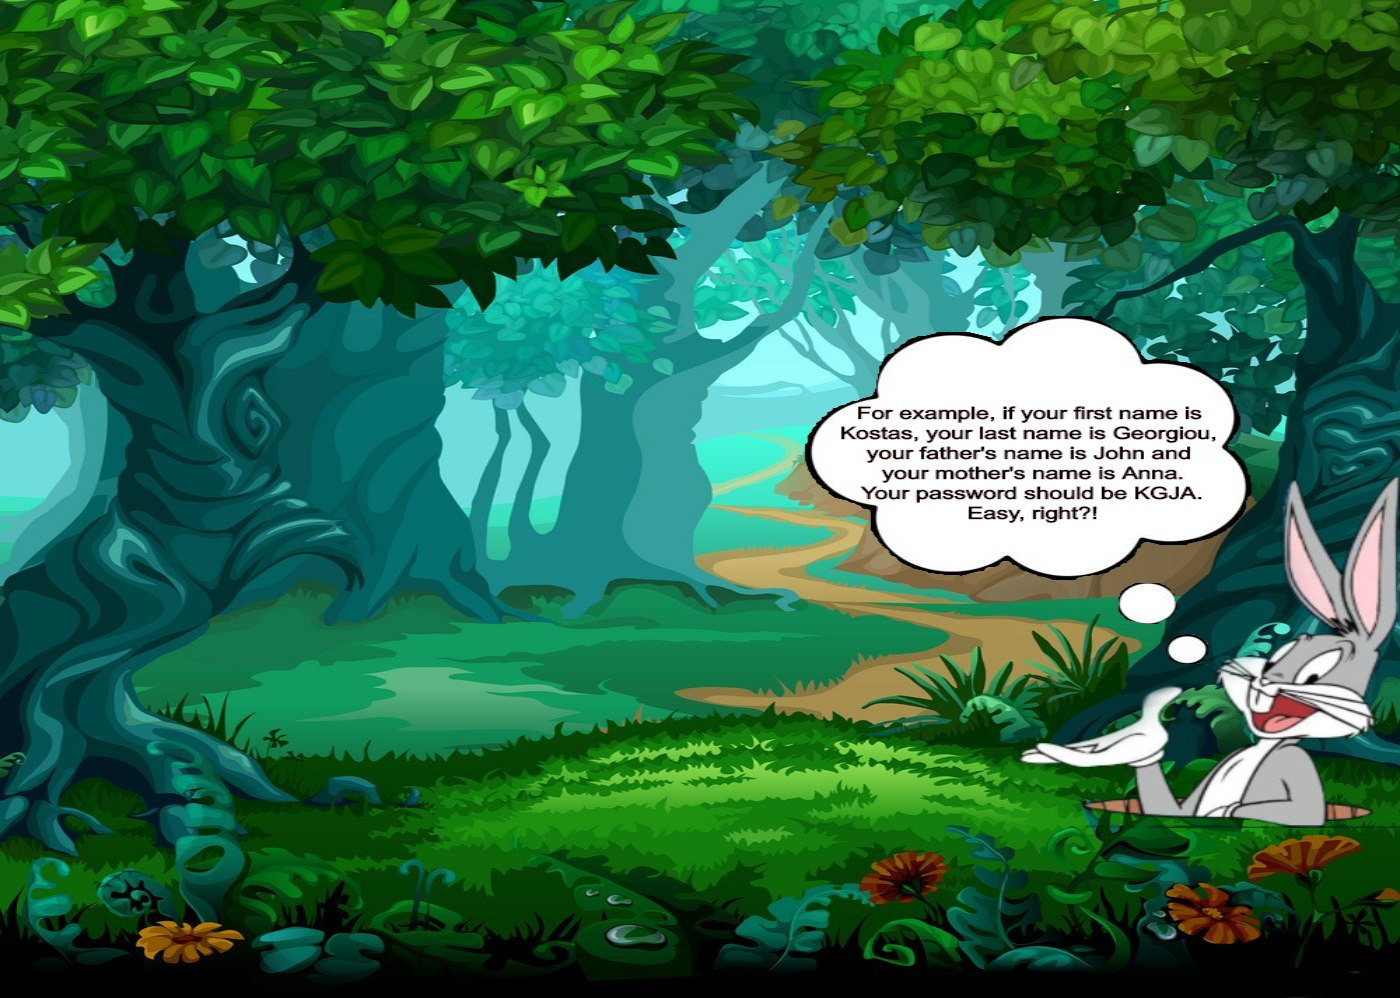 For example, if your first name is
Kostas, your last name is Georgiou,
your father's name is John and
your mother's name is Anna.
Your password should be KGJA.
Easy, right?!